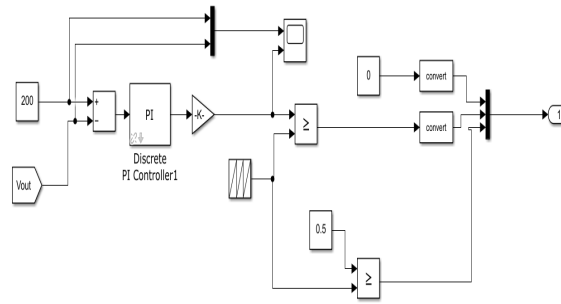 200
+
−
PI
-K-
Discrete
PI Controller1
Vout
≥
0
convert
convert
1
0.5
≥